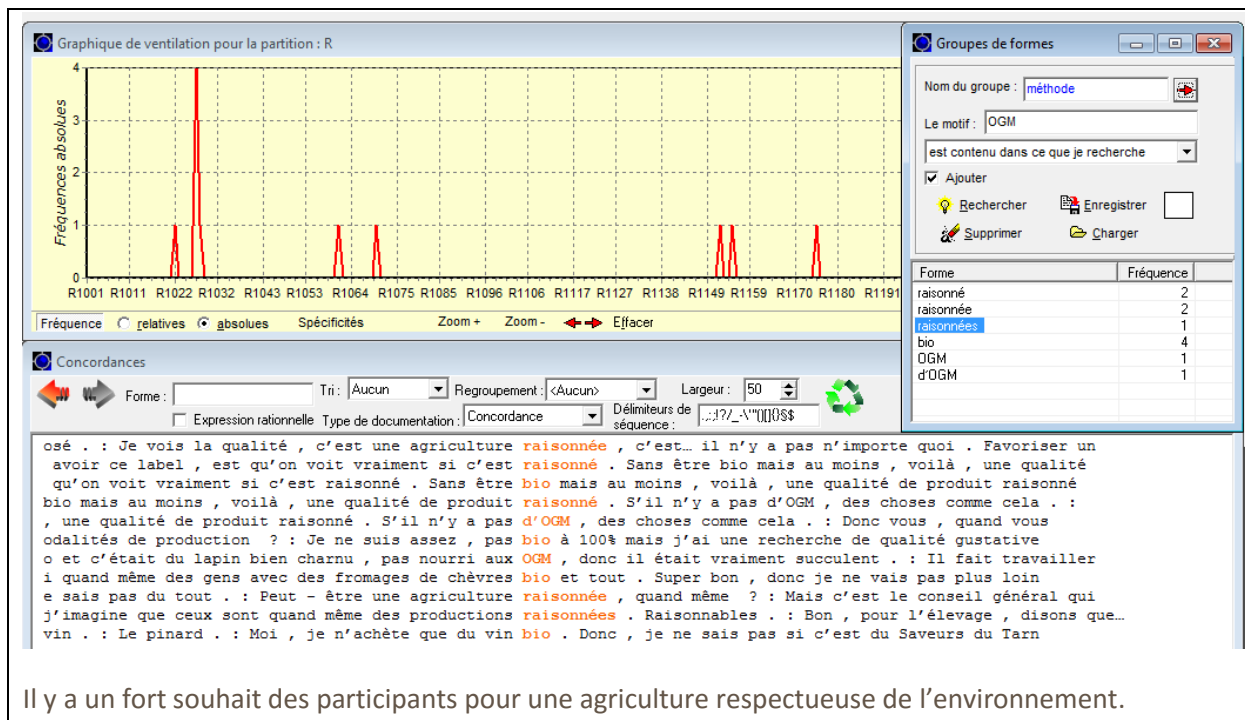 Graphique de ventilation pour la partition : R
Fréquences absolues
4
3
2
1
0
R1001 R1011 R1022 R1032 R1043 R1053 R1064 R1075 R1085 R1096 R1106 R1117 R1127 R1138 R1149 R1159 R1170 R1180 R1191
Fréquence relatives absolues Spécificités Zoom + Zoom - Effacer
Groupes de formes
Nom du groupe : méthode
Le motif : OGM
est contenu dans ce que je recherche
Ajouter
Rechercher Enregistrer
Supprimer Charger
Forme Fréquence
raisonné 2
raisonnée 2
raisonnées 1
bio 4
OGM 1
d'OGM 1
Concordances
Forme : Tri : Aucun Regroupement : <Aucun> Largeur : 50
Expression rationnelle Type de documentation : Concordance Délimiteurs de séquence : .,:;!?/_-\'"()[]{}§$
osé . : Je vois la qualité , c'est une agriculture raisonnée , c'est… il n'y a pas n'importe quoi . Favoriser un
avoir ce label , est qu'on voit vraiment si c'est raisonné . Sans être bio mais au moins , voilà , une qualité
qu'on voit vraiment si c'est raisonné . Sans être bio mais au moins , voilà , une qualité de produit raisonné
bio mais au moins , voilà , une qualité de produit raisonné . S'il n'y a pas d'OGM , des choses comme cela . :
, une qualité de produit raisonné . S'il n'y a pas d'OGM , des choses comme cela . : Donc vous , quand vous
odalités de production ? : Je ne suis assez , pas bio à 100% mais j'ai une recherche de qualité gustative
o et c'était du lapin bien charnu , pas nourri aux OGM , donc il était vraiment succulent . : Il fait travailler
i quand même des gens avec des fromages de chèvres bio et tout . Super bon , donc je ne vais pas plus loin
e sais pas du tout . : Peut - être une agriculture raisonnée , quand même ? : Mais c'est le conseil général qui
j'imagine que ceux sont quand même des productions raisonnées . Raisonnables . : Bon , pour l'élevage , disons que…
vin . : Le pinard . : Moi , je n'achète que du vin bio . Donc , je ne sais pas si c'est du Saveurs du Tarn
Il y a un fort souhait des participants pour une agriculture respectueuse de l'environnement.